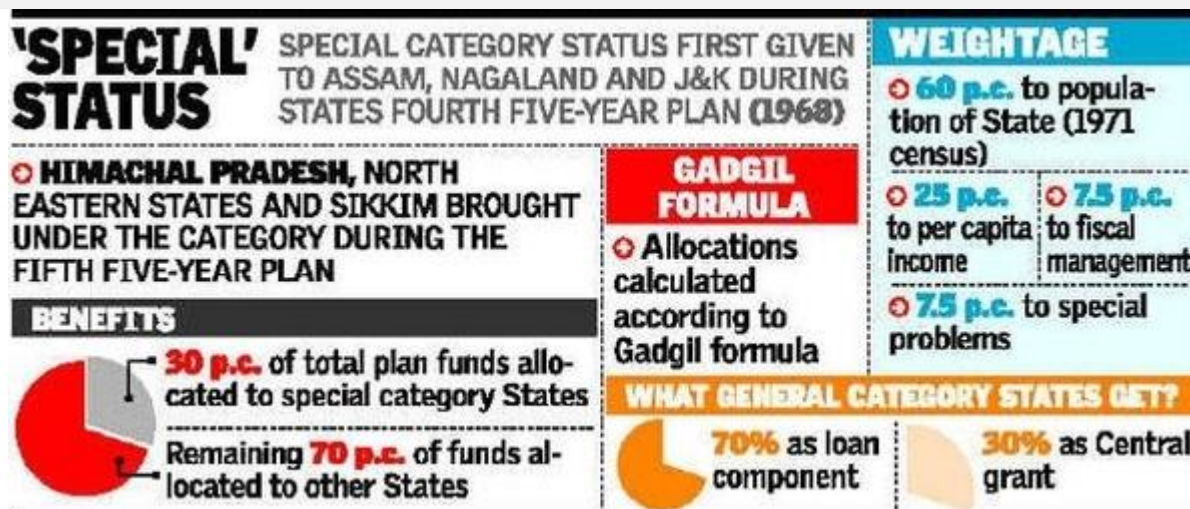 'SPECIAL'
STATUS
SPECIAL CATEGORY STATUS FIRST GIVEN
TO ASSAM, NAGALAND AND J&K DURING
STATES FOURTH FIVE-YEAR PLAN (1968)
HIMACHAL PRADESH, NORTH
EASTERN STATES AND SIKKIM BROUGHT
UNDER THE CATEGORY DURING THE
FIFTH FIVE-YEAR PLAN
BENEFITS
30 p.c. of total plan funds allo-
cated to special category States
Remaining 70 p.c. of funds al-
located to other States
GADGIL
FORMULA
Allocations
calculated
according to
Gadgil formula
WEIGHTAGE
60 p.c. to popula-
tion of State (1971
census)
25 p.c.
to per capita
income
7.5 p.c.
to fiscal
management
7.5 p.c. to special
problems
WHAT GENERAL CATEGORY STATES GET?
70% as loan
component
30% as Central
grant